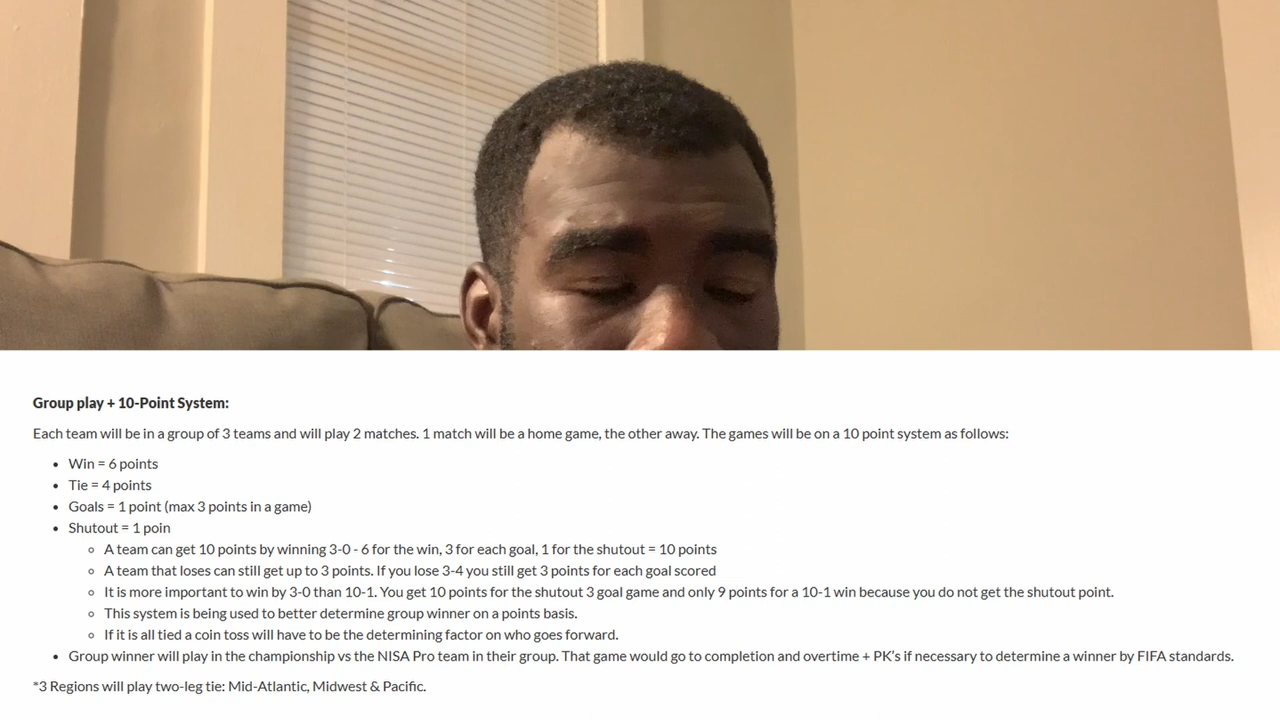 Group play + 10-Point System:
Each team will be in a group of 3 teams and will play 2 matches. 1 match will be a home game, the other away. The games will be on a 10 point system as follows:
• Win = 6 points
• Tie = 4 points
• Goals = 1 point (max 3 points in a game)
• Shutout = 1 poin
◦ A team can get 10 points by winning 3-0 - 6 for the win, 3 for each goal, 1 for the shutout = 10 points
◦ A team that loses can still get up to 3 points. If you lose 3-4 you still get 3 points for each goal scored
◦ It is more important to win by 3-0 than 10-1. You get 10 points for the shutout 3 goal game and only 9 points for a 10-1 win because you do not get the shutout point.
◦ This system is being used to better determine group winner on a points basis.
◦ If it is all tied a coin toss will have to be the determining factor on who goes forward.
• Group winner will play in the championship vs the NISA Pro team in their group. That game would go to completion and overtime + PK’s if necessary to determine a winner by FIFA standards.
*3 Regions will play two-leg tie: Mid-Atlantic, Midwest & Pacific.